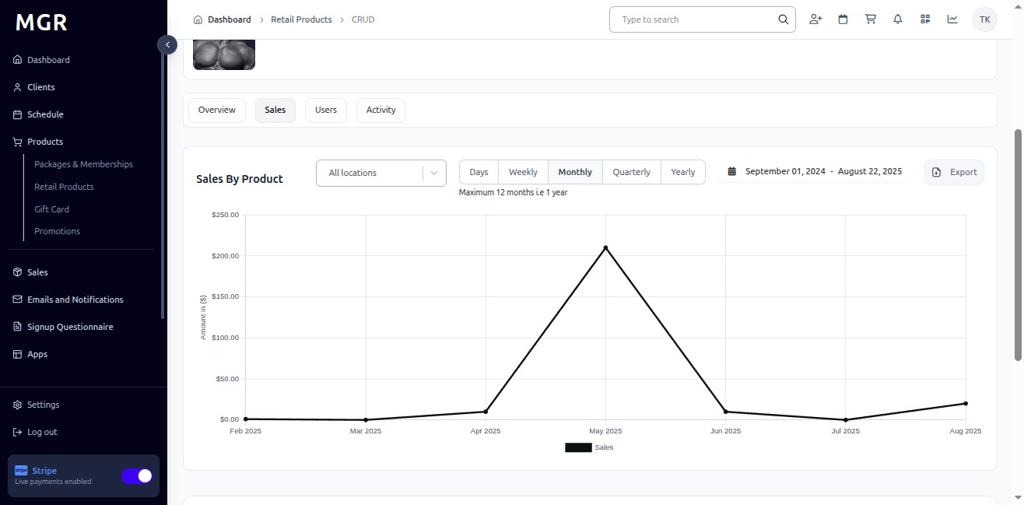 MGR
Dashboard > Retail Products > CRUD
Type to search
TK
Dashboard
Clients
Schedule
Products
Packages & Memberships
Retail Products
Gift Card
Promotions
Sales
Emails and Notifications
Signup Questionnaire
Apps
Settings
Log out
stripe
Stripe
Live payments enabled
Overview
Sales
Users
Activity
Sales By Product
All locations
Days
Weekly
Monthly
Quarterly
Yearly
Maximum 12 months i.e 1 year
September 01, 2024 - August 22, 2025
Export
$250.00
$200.00
$150.00
$100.00
$50.00
$0.00
Amount in ($)
Feb 2025
Mar 2025
Apr 2025
May 2025
Jun 2025
Jul 2025
Aug 2025
Sales